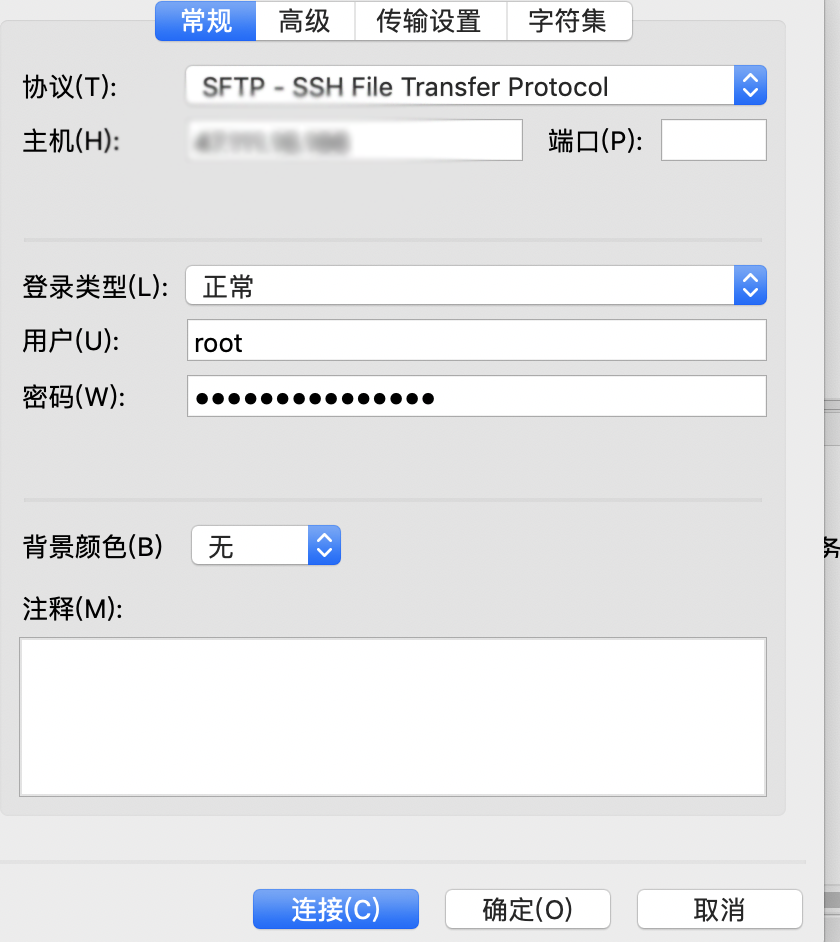 常规 高级 传输设置 字符集
协议(T): SFTP - SSH File Transfer Protocol
主机(H): 端口(P):
登录类型(L): 正常
用户(U): root
密码(W): ●●●●●●●●●●●●●●●
背景颜色(B) 无
注释(M):
务
连接(C) 确定(O) 取消